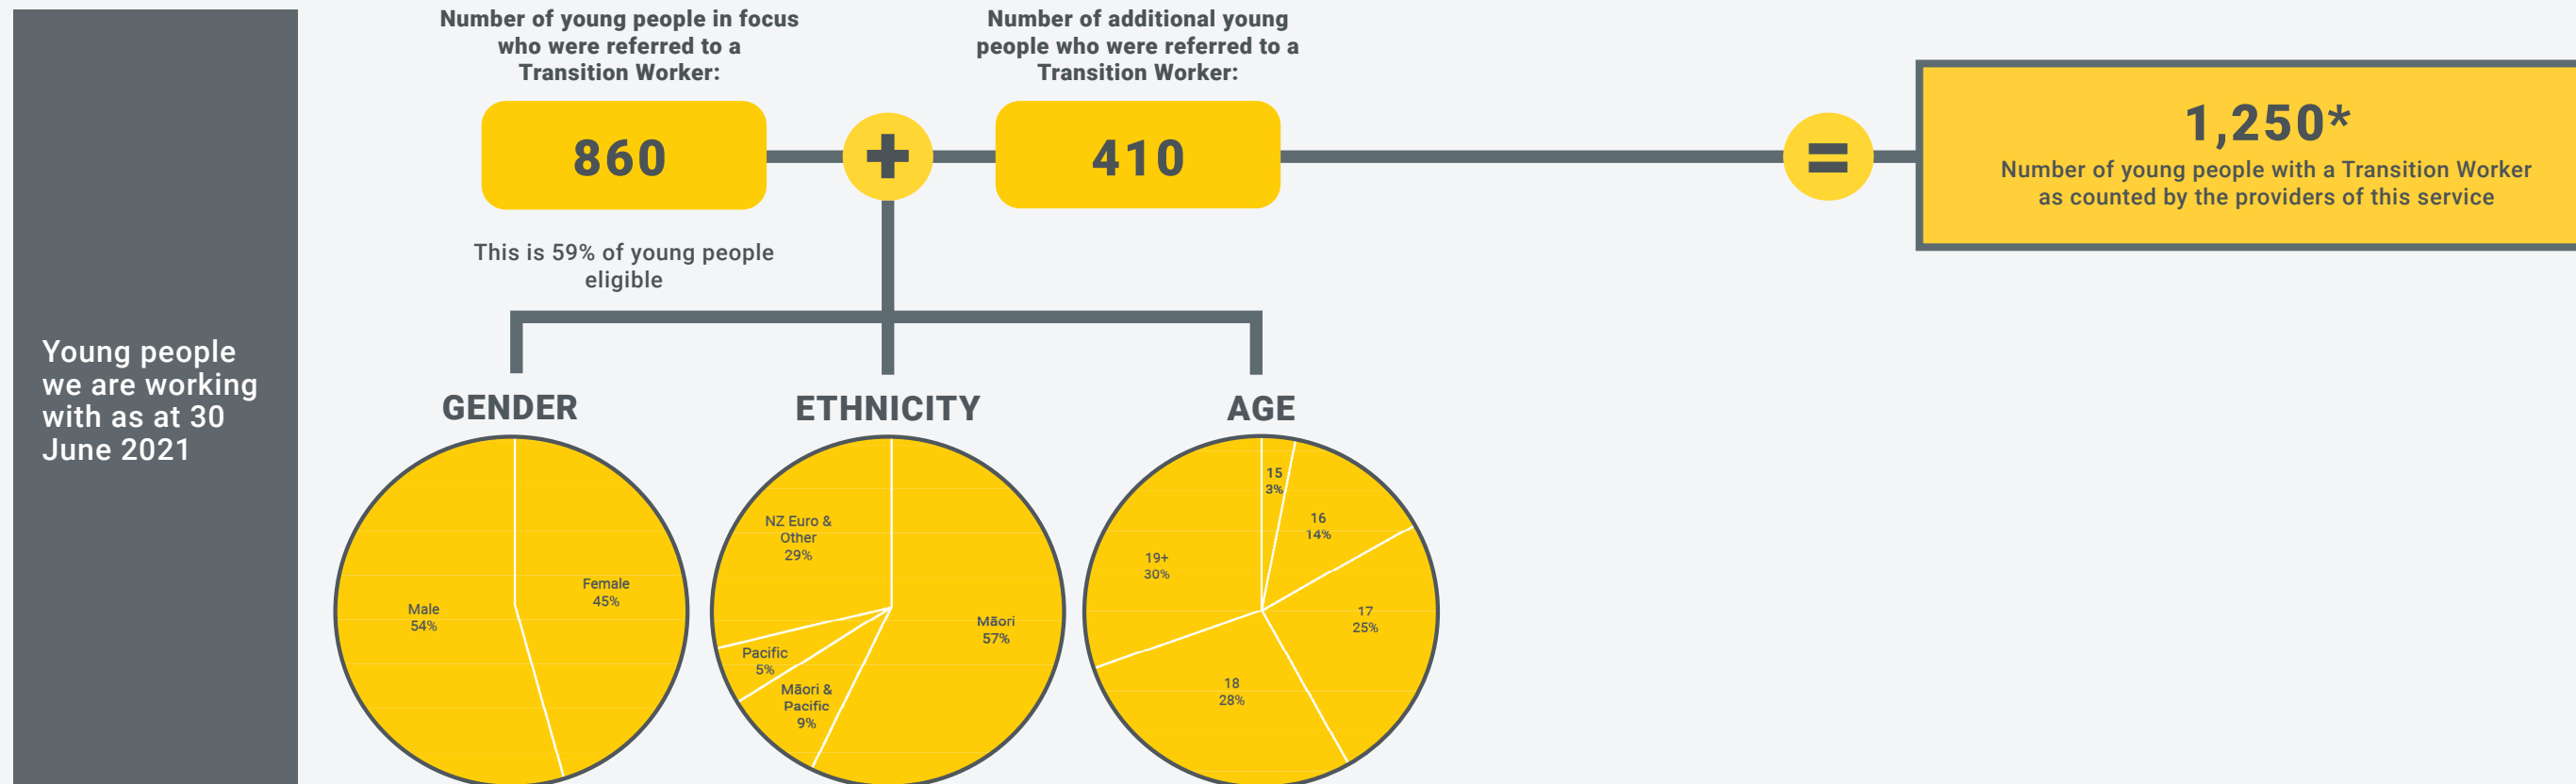 Young people
we are working
with as at 30
June 2021
Number of young people in focus
who were referred to a
Transition Worker:
860
This is 59% of young people
eligible
+
Number of additional young
people who were referred to a
Transition Worker:
410
=
1,250*
Number of young people with a Transition Worker
as counted by the providers of this service
GENDER
Male
54%
Female
45%
ETHNICITY
NZ Euro &
Other
29%
Pacific
5%
Māori &
Pacific
9%
Māori
57%
AGE
15
3%
16
14%
17
25%
18
28%
19+
30%